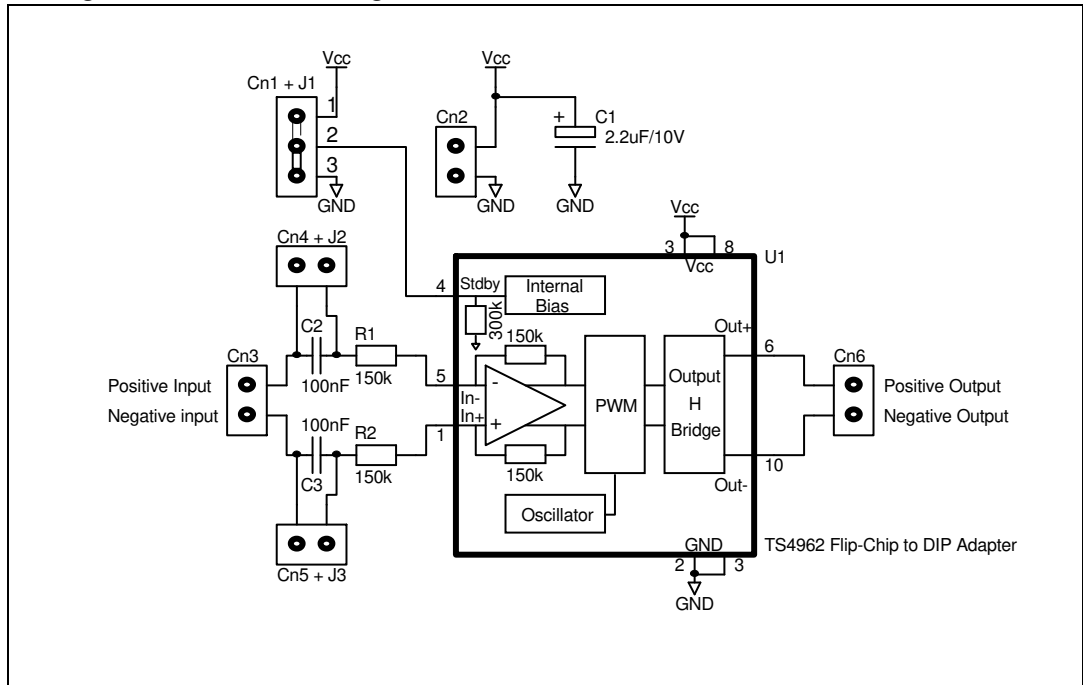 Vcc
Cn1 + J1
1
2
3
GND
Vcc
Cn2
GND
+
C1
2.2uF/10V
GND
Vcc
3
8
Vcc
U1
Cn4 + J2
4
Stdby
Internal
Bias
300k
C2
100nF
R1
150k
5
In-
In+
1
150k
-
+
150k
PWM
Output
H
Bridge
Out+
6
Cn6
Positive Output
Negative Output
10
Out-
Cn3
Positive Input
Negative input
100nF
C3
R2
150k
Oscillator
Cn5 + J3
GND
2
3
GND
TS4962 Flip-Chip to DIP Adapter